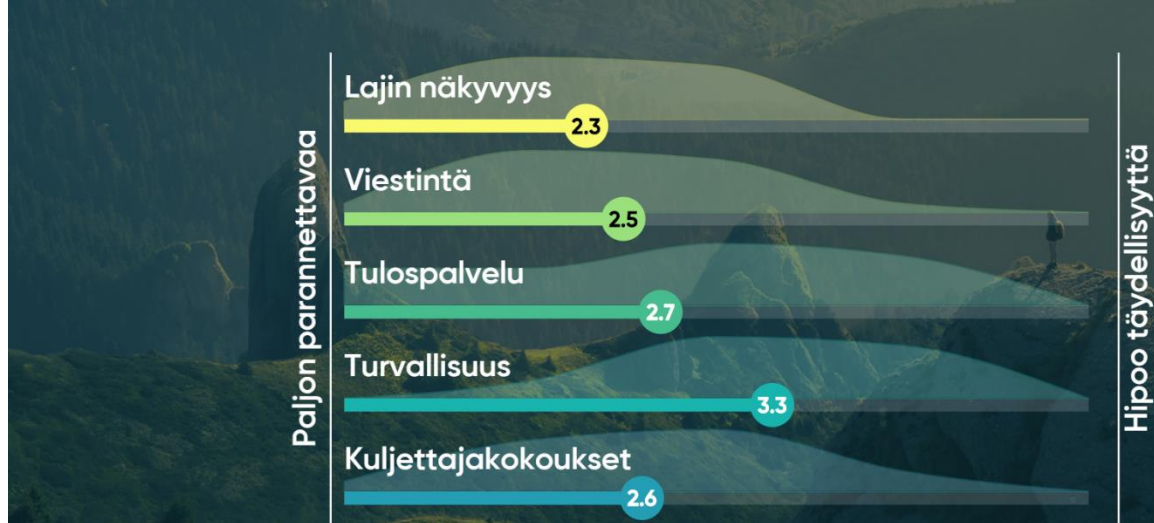 Paljon parannettavaa
Lajin näkyvyys
2.3
Viestintä
2.5
Tulospalvelu
2.7
Turvallisuus
3.3
Kuljettajakokoukset
2.6
Hipoo täydellisyyttä